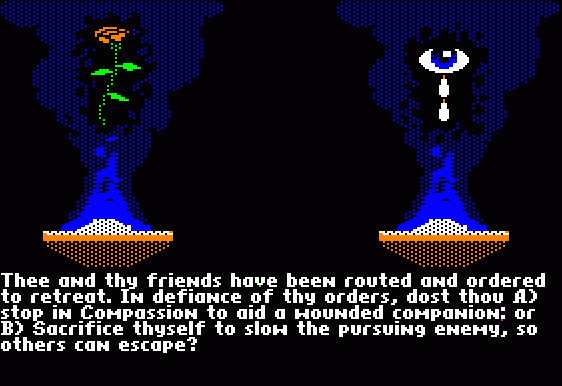 Thee and thy friends have been routed and ordered
to retreat. In defiance of thy orders, dost thou A)
stop in Compassion to aid a wounded companion; or
B) Sacrifice thyself to slow the pursuing enemy, so
others can escape?